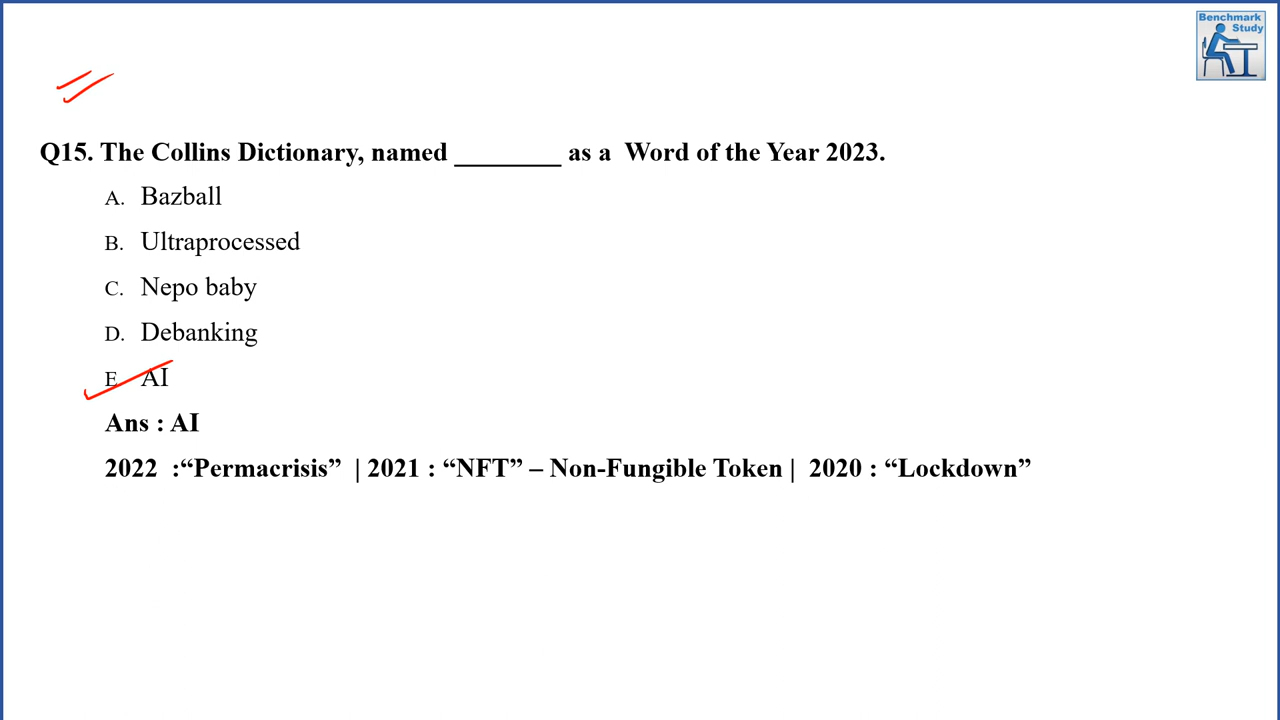 Benchmark
Study
Q15. The Collins Dictionary, named ________ as a Word of the Year 2023.
A. Bazball
B. Ultraprocessed
C. Nepo baby
D. Debanking
E. AI
Ans : AI
2022 :“Permacrisis” | 2021 : “NFT” – Non-Fungible Token | 2020 : “Lockdown”